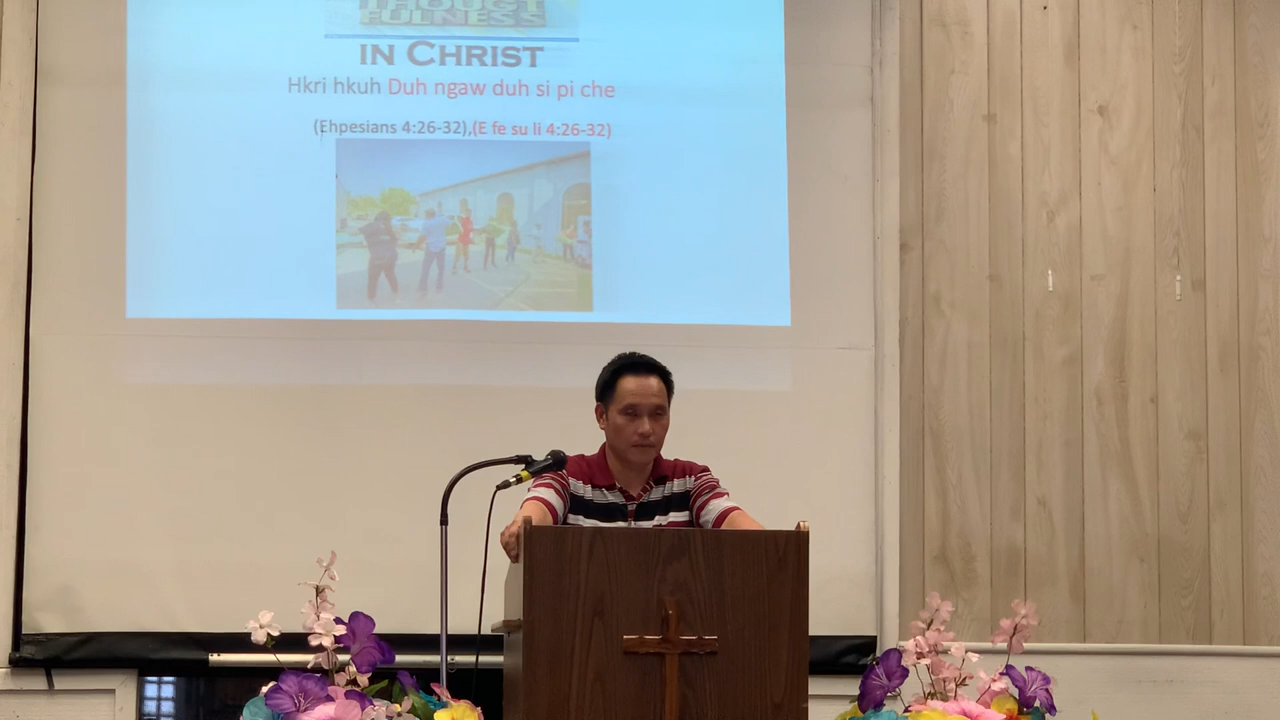 THOUGT
FULNESS
IN CHRIST
Hkri hkuh Duh ngaw duh si pi che
(Ehpesians 4:26-32),(E fe su li 4:26-32)